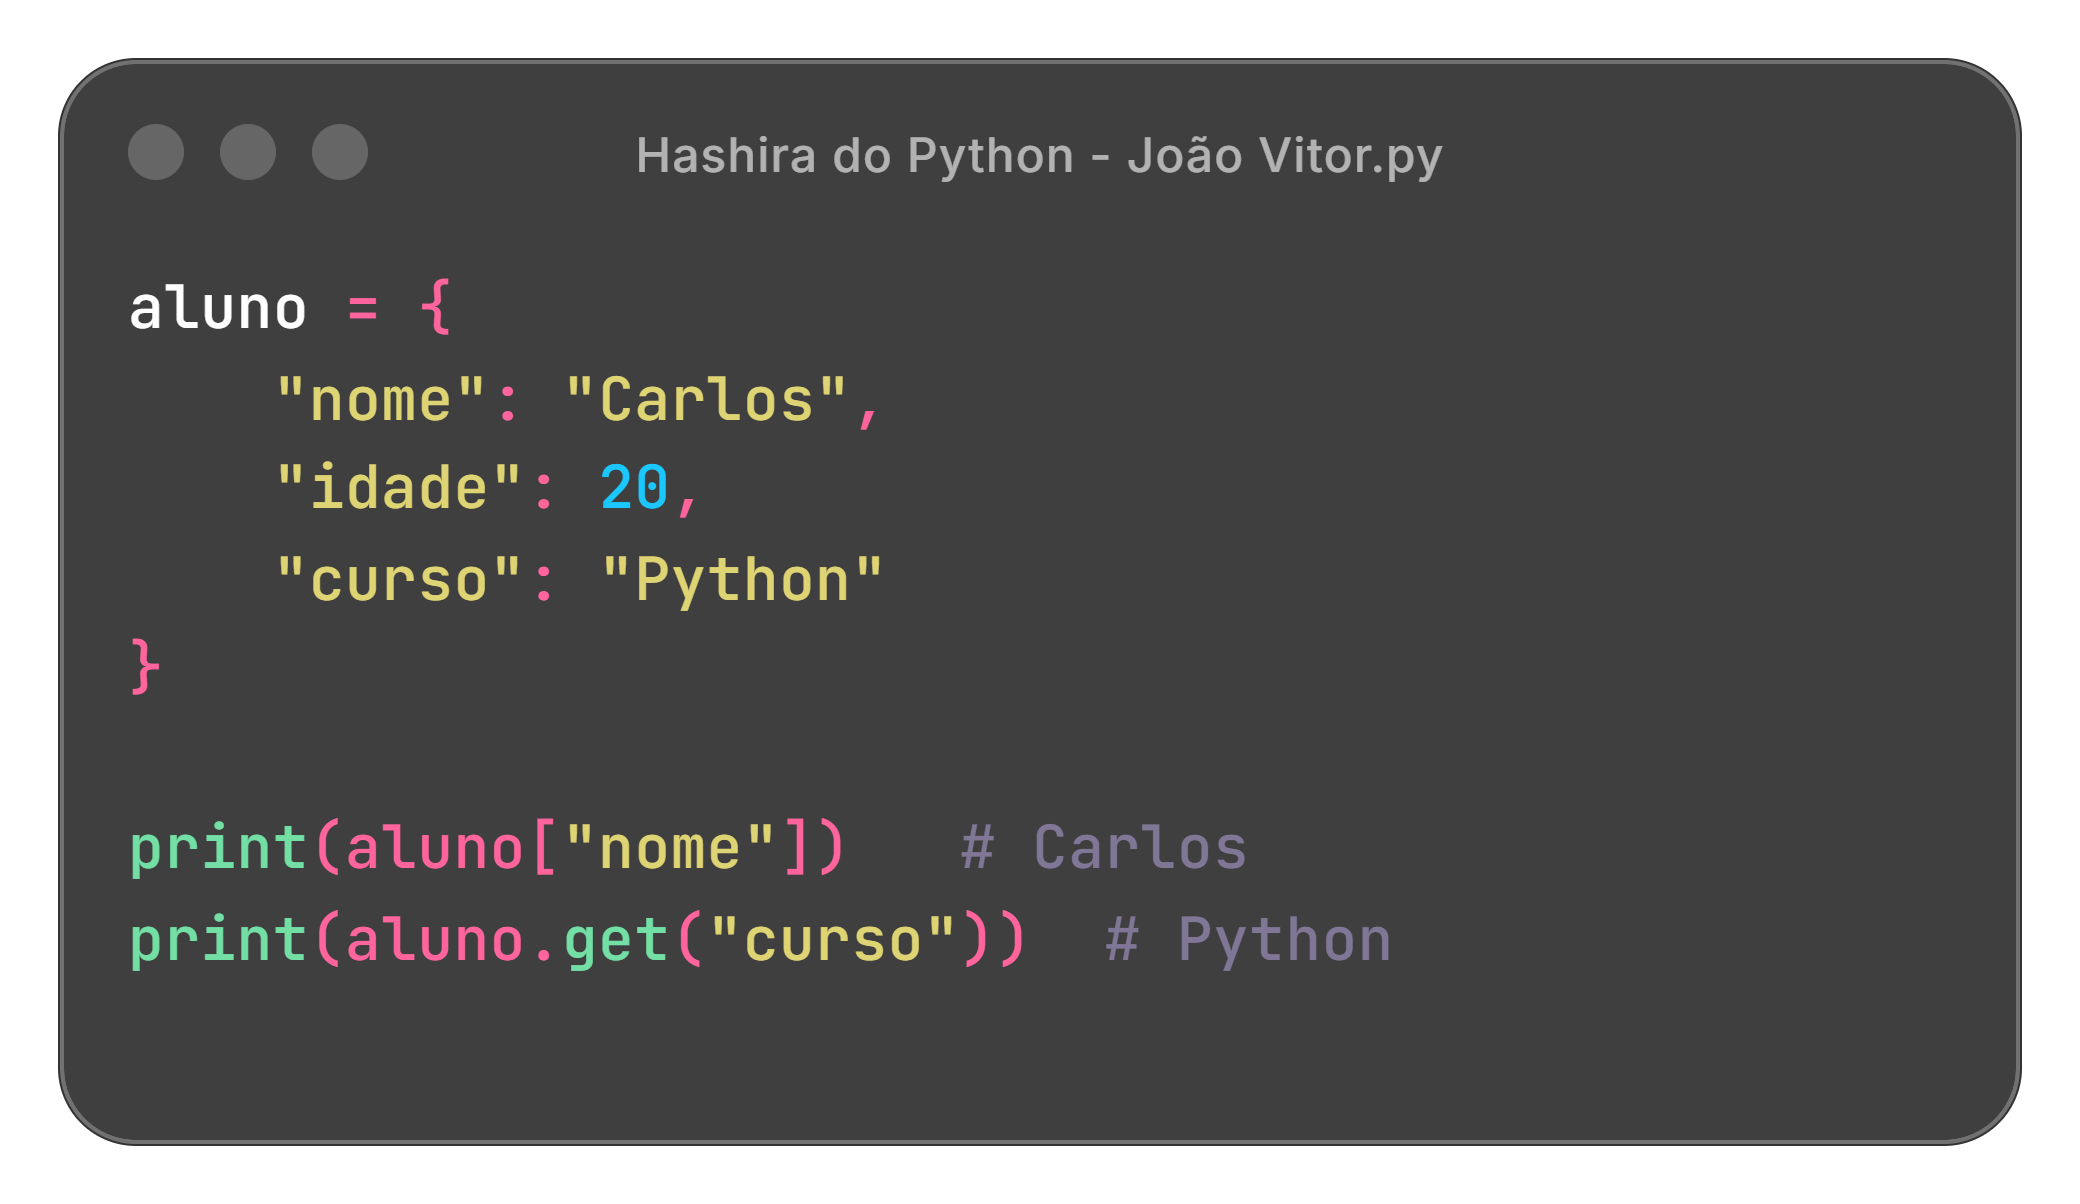 Hashira do Python - João Vitor.py
aluno = {
    "nome": "Carlos",
    "idade": 20,
    "curso": "Python"
}

print(aluno["nome"])   # Carlos
print(aluno.get("curso"))  # Python